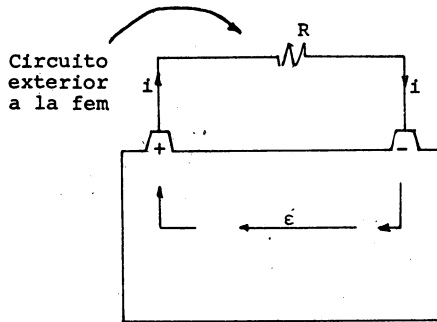 R
Circuito
exterior
a la fem
i
i
+
-
ε